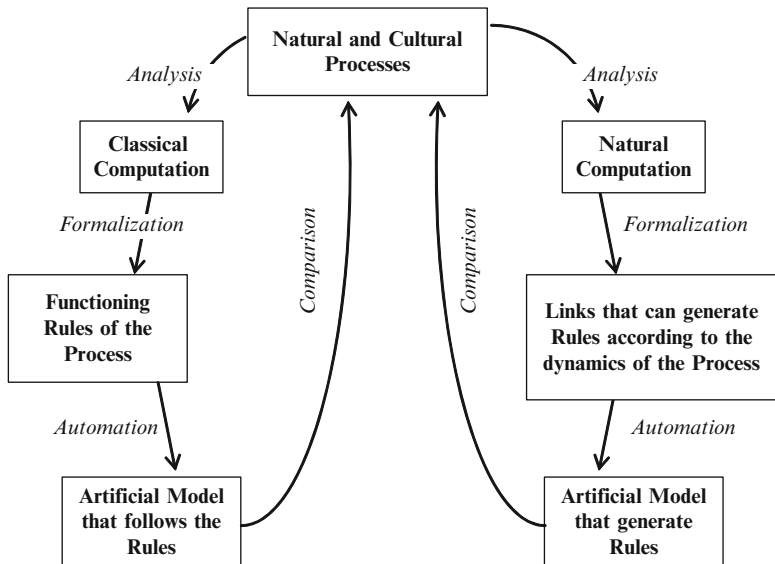 Natural and Cultural
Processes
Analysis
Analysis
Classical
Computation
Natural
Computation
Formalization
Formalization
Comparison
Comparison
Functioning
Rules of the
Process
Links that can generate
Rules according to the
dynamics of the Process
Automation
Automation
Artificial Model
that follows the
Rules
Artificial Model
that generate
Rules